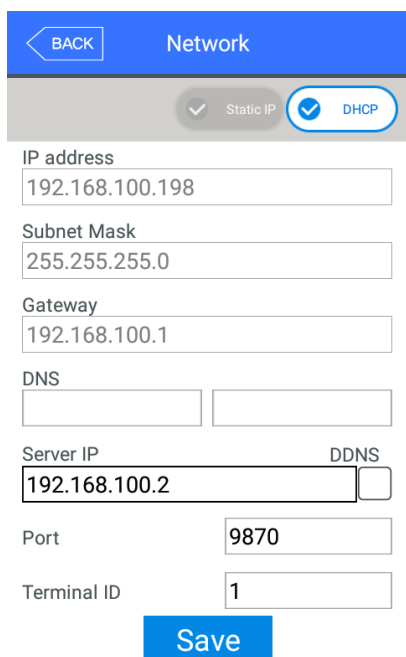 BACK Network
Static IP DHCP
IP address
192.168.100.198
Subnet Mask
255.255.255.0
Gateway
192.168.100.1
DNS
Server IP DDNS
192.168.100.2
Port 9870
Terminal ID 1
Save